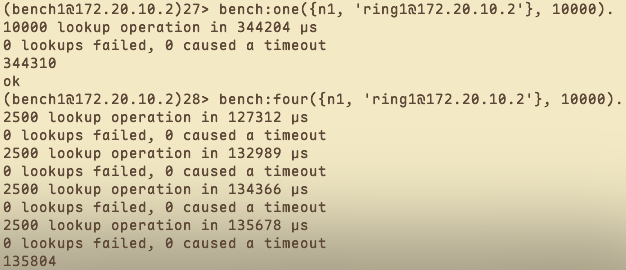 (bench1@172.20.10.2)27> bench:one({n1, 'ring1@172.20.10.2'}, 10000).
10000 lookup operation in 344204 µs
0 lookups failed, 0 caused a timeout
344310
ok
(bench1@172.20.10.2)28> bench:four({n1, 'ring1@172.20.10.2'}, 10000).
2500 lookup operation in 127312 µs
0 lookups failed, 0 caused a timeout
2500 lookup operation in 132989 µs
0 lookups failed, 0 caused a timeout
2500 lookup operation in 134366 µs
0 lookups failed, 0 caused a timeout
2500 lookup operation in 135678 µs
0 lookups failed, 0 caused a timeout
135804